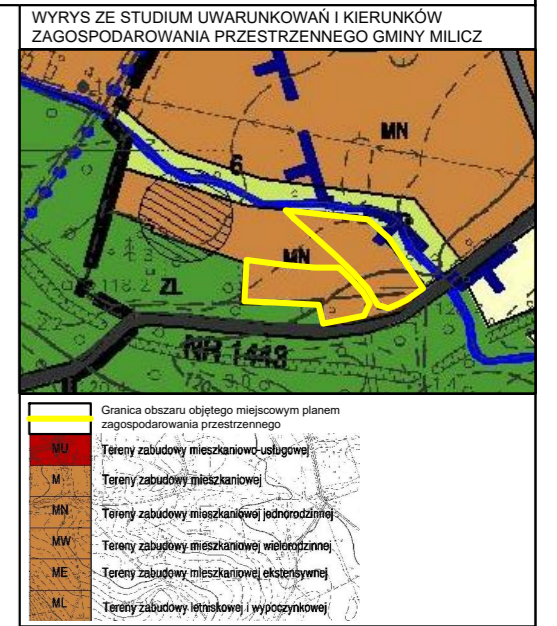 WYRYS ZE STUDIUM UWARUNKOWAŃ I KIERUNKÓW
ZAGOSPODAROWANIA PRZESTRZENNEGO GMINY MILICZ
MN
6
MN
118.2
ZL
NR 1448
Granica obszaru objętego miejscowym planem
zagospodarowania przestrzennego
MU Tereny zabudowy mieszkaniowo-usługowej
M Tereny zabudowy mieszkaniowej
MN Tereny zabudowy mieszkaniowej jednorodzinnej
MW Tereny zabudowy mieszkaniowej wielorodzinnej
ME Tereny zabudowy mieszkaniowej ekstensywnej
ML Tereny zabudowy letniskowej i wypoczynkowej